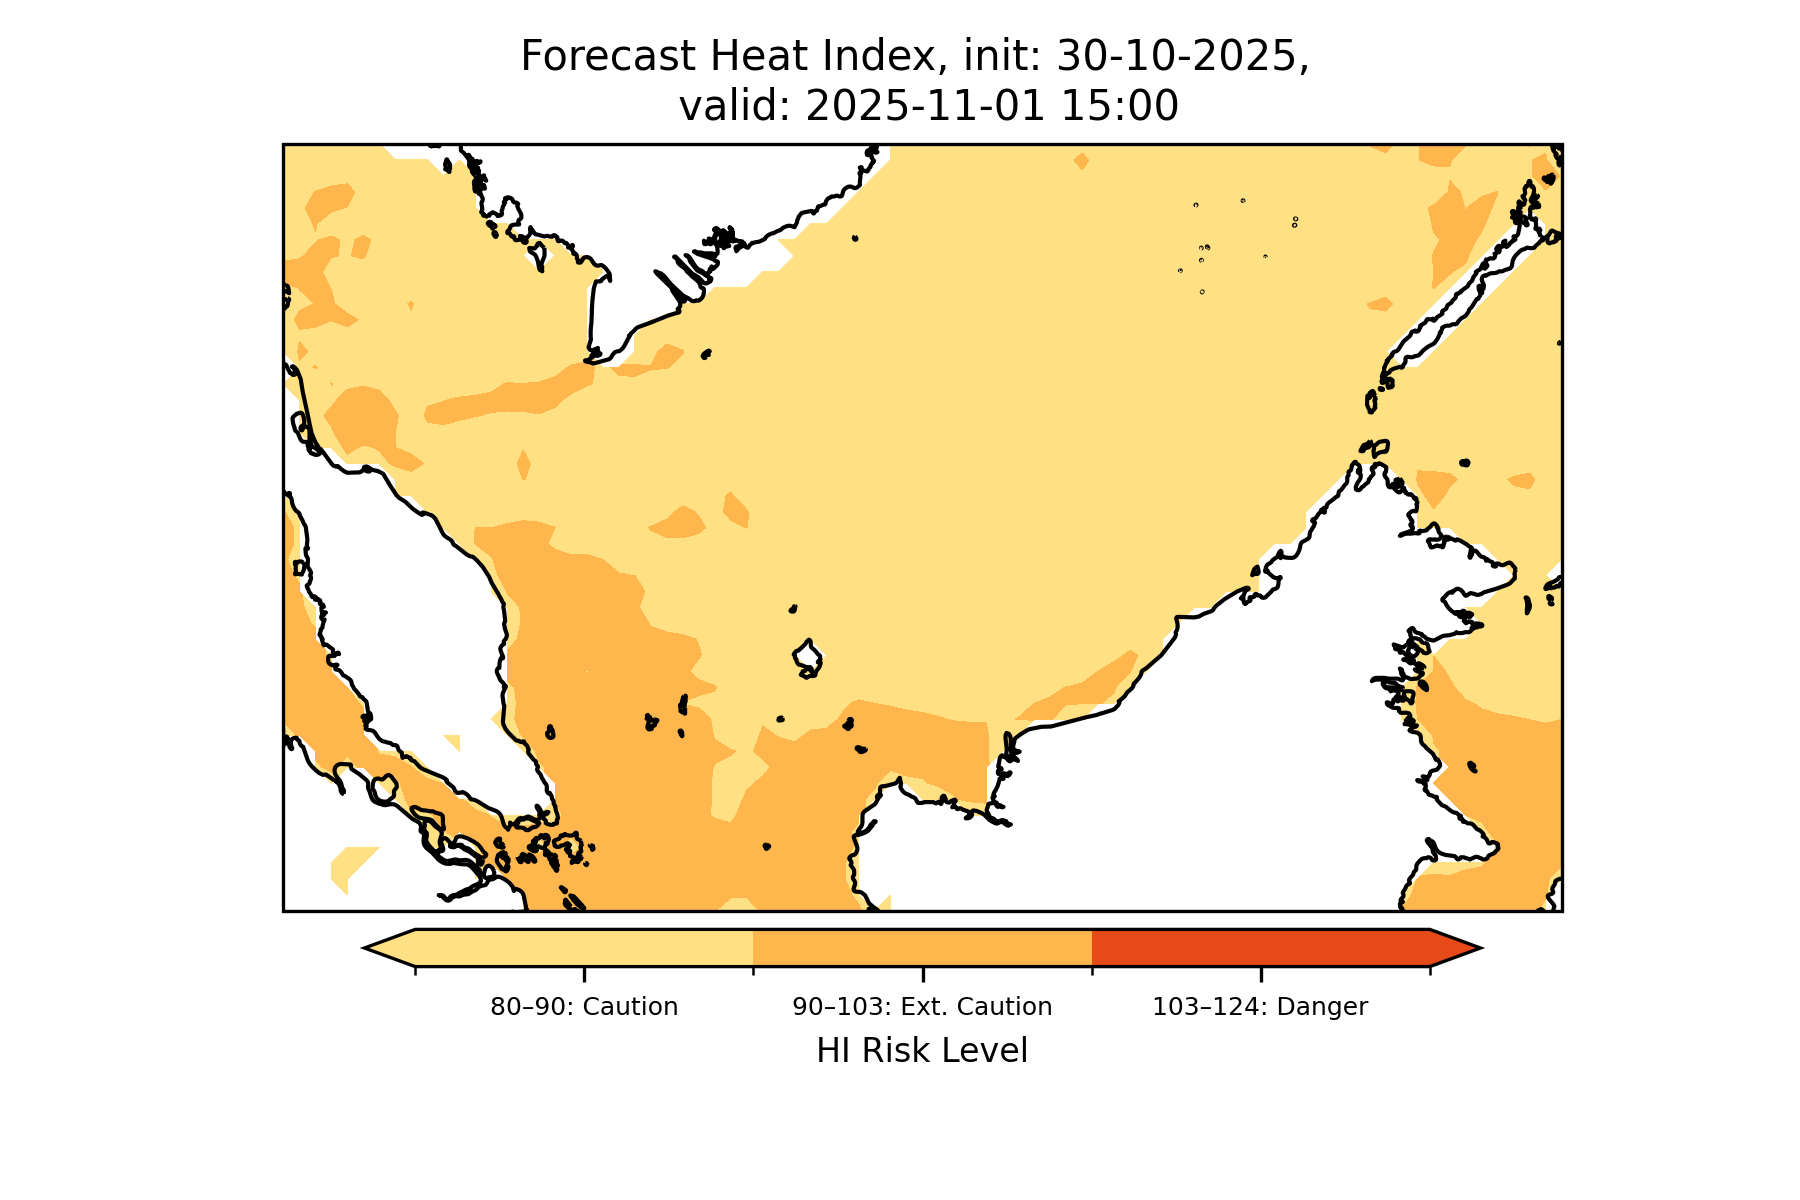 Forecast Heat Index, init: 30-10-2025,
valid: 2025-11-01 15:00
80–90: Caution
90–103: Ext. Caution
103–124: Danger
HI Risk Level